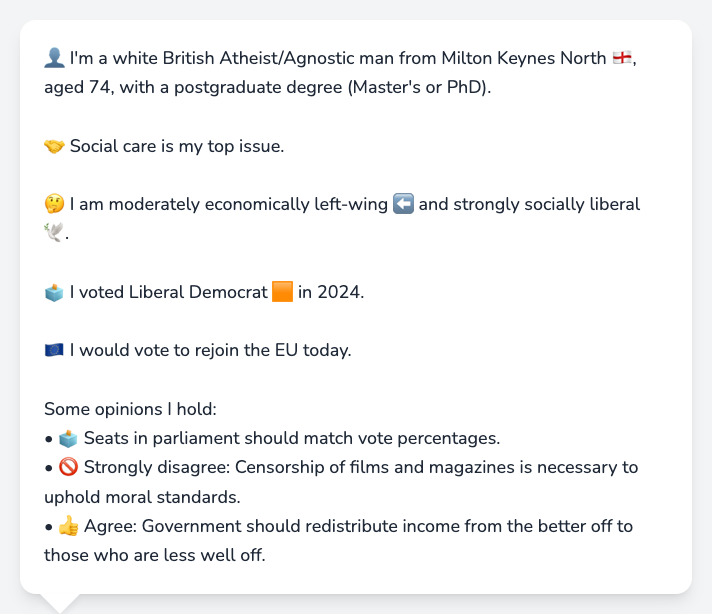 👤 I'm a white British Atheist/Agnostic man from Milton Keynes North 🏴󠁧󠁢󠁥󠁮󠁧󠁿,
aged 74, with a postgraduate degree (Master's or PhD).
🤝 Social care is my top issue.
🤔 I am moderately economically left-wing ⬅️ and strongly socially liberal
🕊️.
🗳️ I voted Liberal Democrat 🟧 in 2024.
🇪🇺 I would vote to rejoin the EU today.
Some opinions I hold:
• 🗳️ Seats in parliament should match vote percentages.
• 🚫 Strongly disagree: Censorship of films and magazines is necessary to
uphold moral standards.
• 👍 Agree: Government should redistribute income from the better off to
those who are less well off.